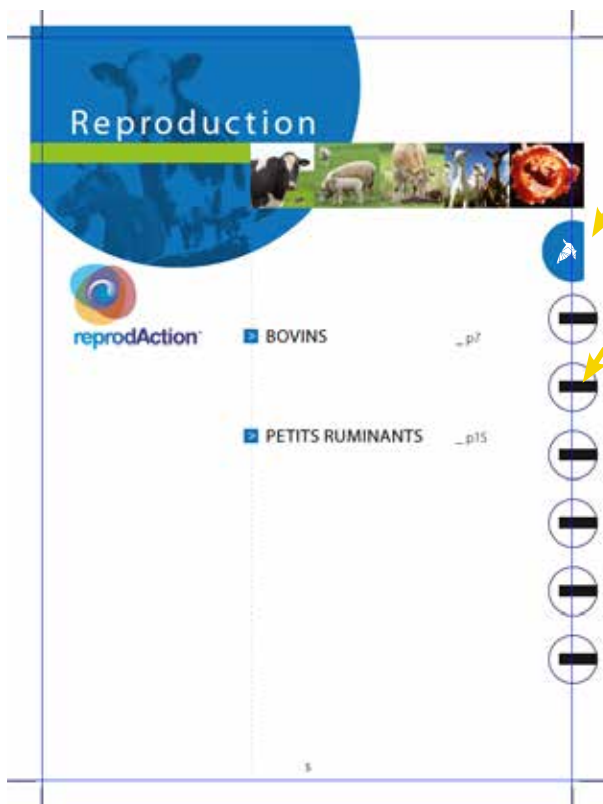 Reproduction
reprodAction
> BOVINS _ p7
> PETITS RUMINANTS _ p15
5